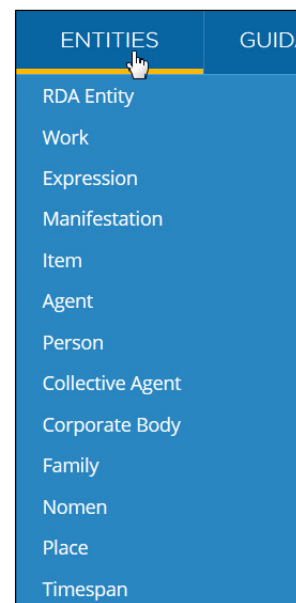 ENTITIES
RDA Entity
Work
Expression
Manifestation
Item
Agent
Person
Collective Agent
Corporate Body
Family
Nomen
Place
Timespan